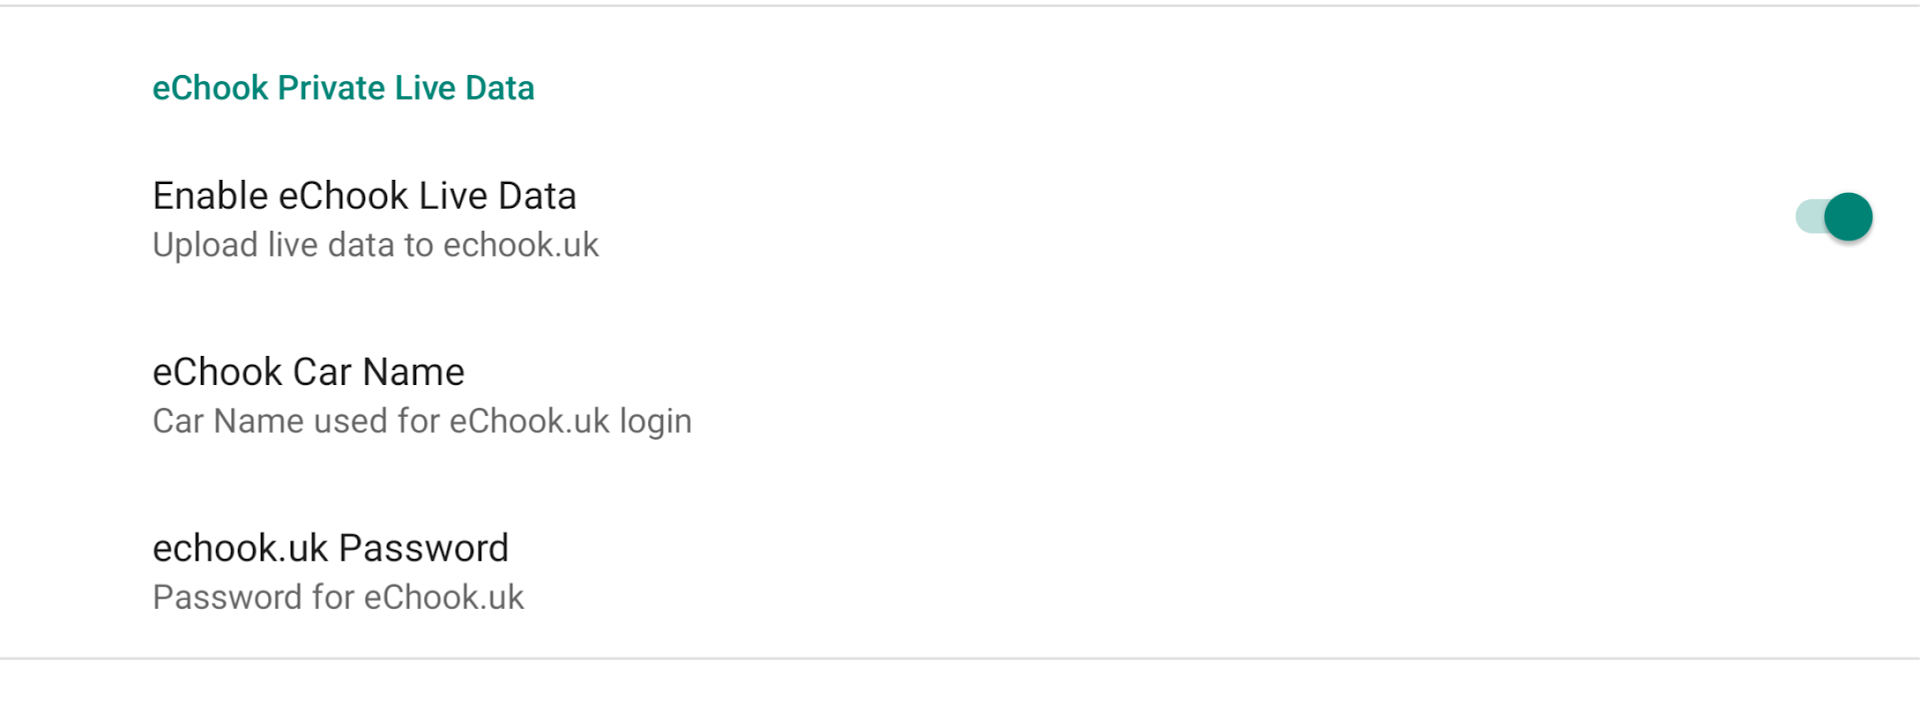 eChook Private Live Data
Enable eChook Live Data
Upload live data to echook.uk
eChook Car Name
Car Name used for eChook.uk login
echook.uk Password
Password for eChook.uk